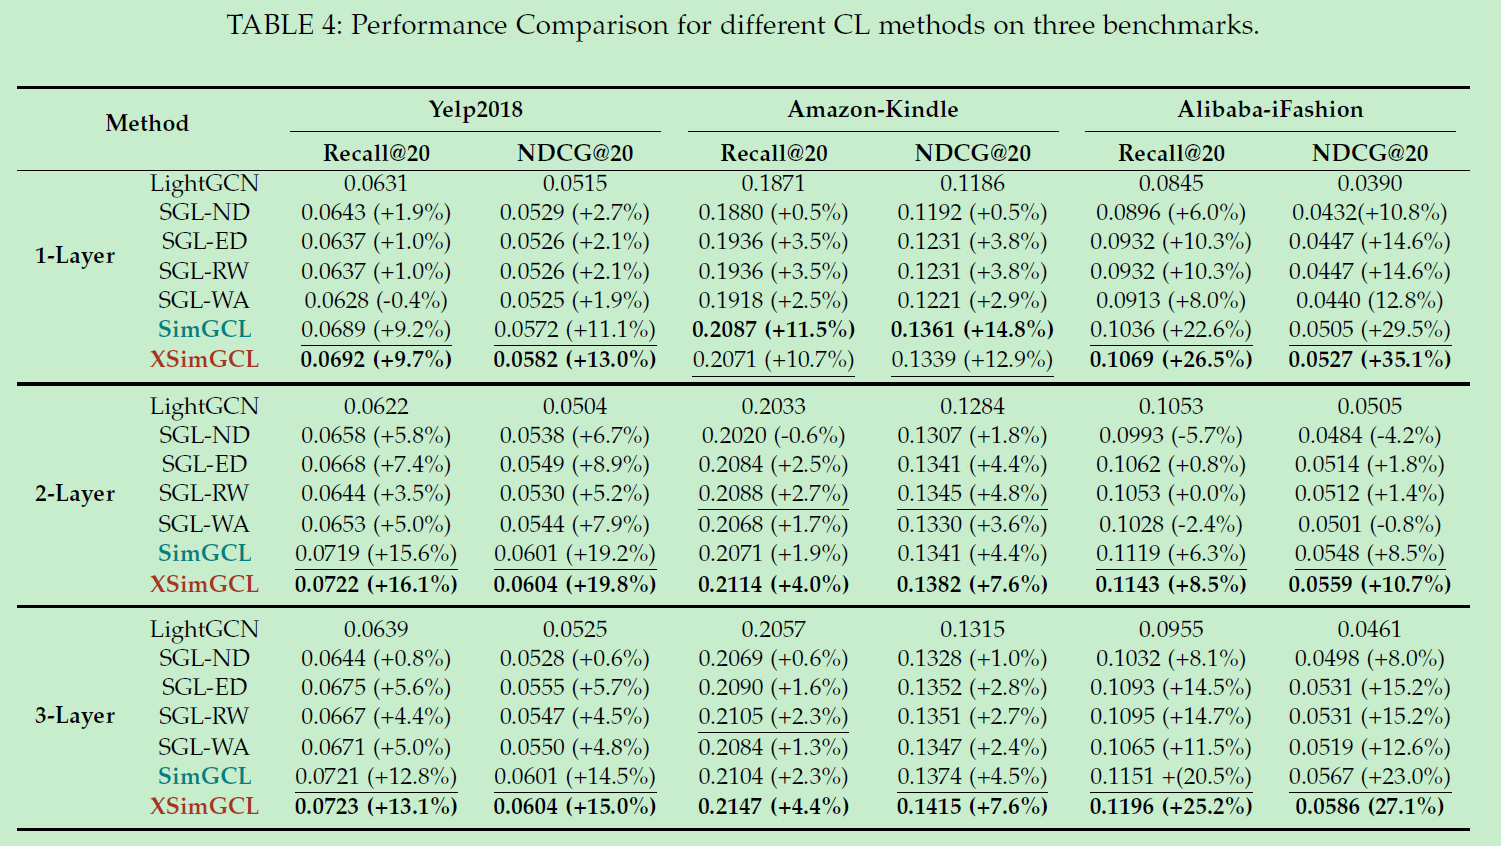 TABLE 4: Performance Comparison for different CL methods on three benchmarks.
Method Yelp2018 Amazon-Kindle Alibaba-iFashion
Recall@20 NDCG@20 Recall@20 NDCG@20 Recall@20 NDCG@20
LightGCN 0.0631 0.0515 0.1871 0.1186 0.0845 0.0390
SGL-ND 0.0643 (+1.9%) 0.0529 (+2.7%) 0.1880 (+0.5%) 0.1192 (+0.5%) 0.0896 (+6.0%) 0.0432(+10.8%)
SGL-ED 0.0637 (+1.0%) 0.0526 (+2.1%) 0.1936 (+3.5%) 0.1231 (+3.8%) 0.0932 (+10.3%) 0.0447 (+14.6%)
1-Layer SGL-RW 0.0637 (+1.0%) 0.0526 (+2.1%) 0.1936 (+3.5%) 0.1231 (+3.8%) 0.0932 (+10.3%) 0.0447 (+14.6%)
SGL-WA 0.0628 (-0.4%) 0.0525 (+1.9%) 0.1918 (+2.5%) 0.1221 (+2.9%) 0.0913 (+8.0%) 0.0440 (12.8%)
SimGCL 0.0689 (+9.2%) 0.0572 (+11.1%) 0.2087 (+11.5%) 0.1361 (+14.8%) 0.1036 (+22.6%) 0.0505 (+29.5%)
XSimGCL 0.0692 (+9.7%) 0.0582 (+13.0%) 0.2071 (+10.7%) 0.1339 (+12.9%) 0.1069 (+26.5%) 0.0527 (+35.1%)
LightGCN 0.0622 0.0504 0.2033 0.1284 0.1053 0.0505
SGL-ND 0.0658 (+5.8%) 0.0538 (+6.7%) 0.2020 (-0.6%) 0.1307 (+1.8%) 0.0993 (-5.7%) 0.0484 (-4.2%)
SGL-ED 0.0668 (+7.4%) 0.0549 (+8.9%) 0.2084 (+2.5%) 0.1341 (+4.4%) 0.1062 (+0.8%) 0.0514 (+1.8%)
2-Layer SGL-RW 0.0644 (+3.5%) 0.0530 (+5.2%) 0.2088 (+2.7%) 0.1345 (+4.8%) 0.1053 (+0.0%) 0.0512 (+1.4%)
SGL-WA 0.0653 (+5.0%) 0.0544 (+7.9%) 0.2068 (+1.7%) 0.1330 (+3.6%) 0.1028 (-2.4%) 0.0501 (-0.8%)
SimGCL 0.0719 (+15.6%) 0.0601 (+19.2%) 0.2071 (+1.9%) 0.1341 (+4.4%) 0.1119 (+6.3%) 0.0548 (+8.5%)
XSimGCL 0.0722 (+16.1%) 0.0604 (+19.8%) 0.2114 (+4.0%) 0.1382 (+7.6%) 0.1143 (+8.5%) 0.0559 (+10.7%)
LightGCN 0.0639 0.0525 0.2057 0.1315 0.0955 0.0461
SGL-ND 0.0644 (+0.8%) 0.0528 (+0.6%) 0.2069 (+0.6%) 0.1328 (+1.0%) 0.1032 (+8.1%) 0.0498 (+8.0%)
SGL-ED 0.0675 (+5.6%) 0.0555 (+5.7%) 0.2090 (+1.6%) 0.1352 (+2.8%) 0.1093 (+14.5%) 0.0531 (+15.2%)
3-Layer SGL-RW 0.0667 (+4.4%) 0.0547 (+4.5%) 0.2105 (+2.3%) 0.1351 (+2.7%) 0.1095 (+14.7%) 0.0531 (+15.2%)
SGL-WA 0.0671 (+5.0%) 0.0550 (+4.8%) 0.2084 (+1.3%) 0.1347 (+2.4%) 0.1065 (+11.5%) 0.0519 (+12.6%)
SimGCL 0.0721 (+12.8%) 0.0601 (+14.5%) 0.2104 (+2.3%) 0.1374 (+4.5%) 0.1151 +(20.5%) 0.0567 (+23.0%)
XSimGCL 0.0723 (+13.1%) 0.0604 (+15.0%) 0.2147 (+4.4%) 0.1415 (+7.6%) 0.1196 (+25.2%) 0.0586 (27.1%)